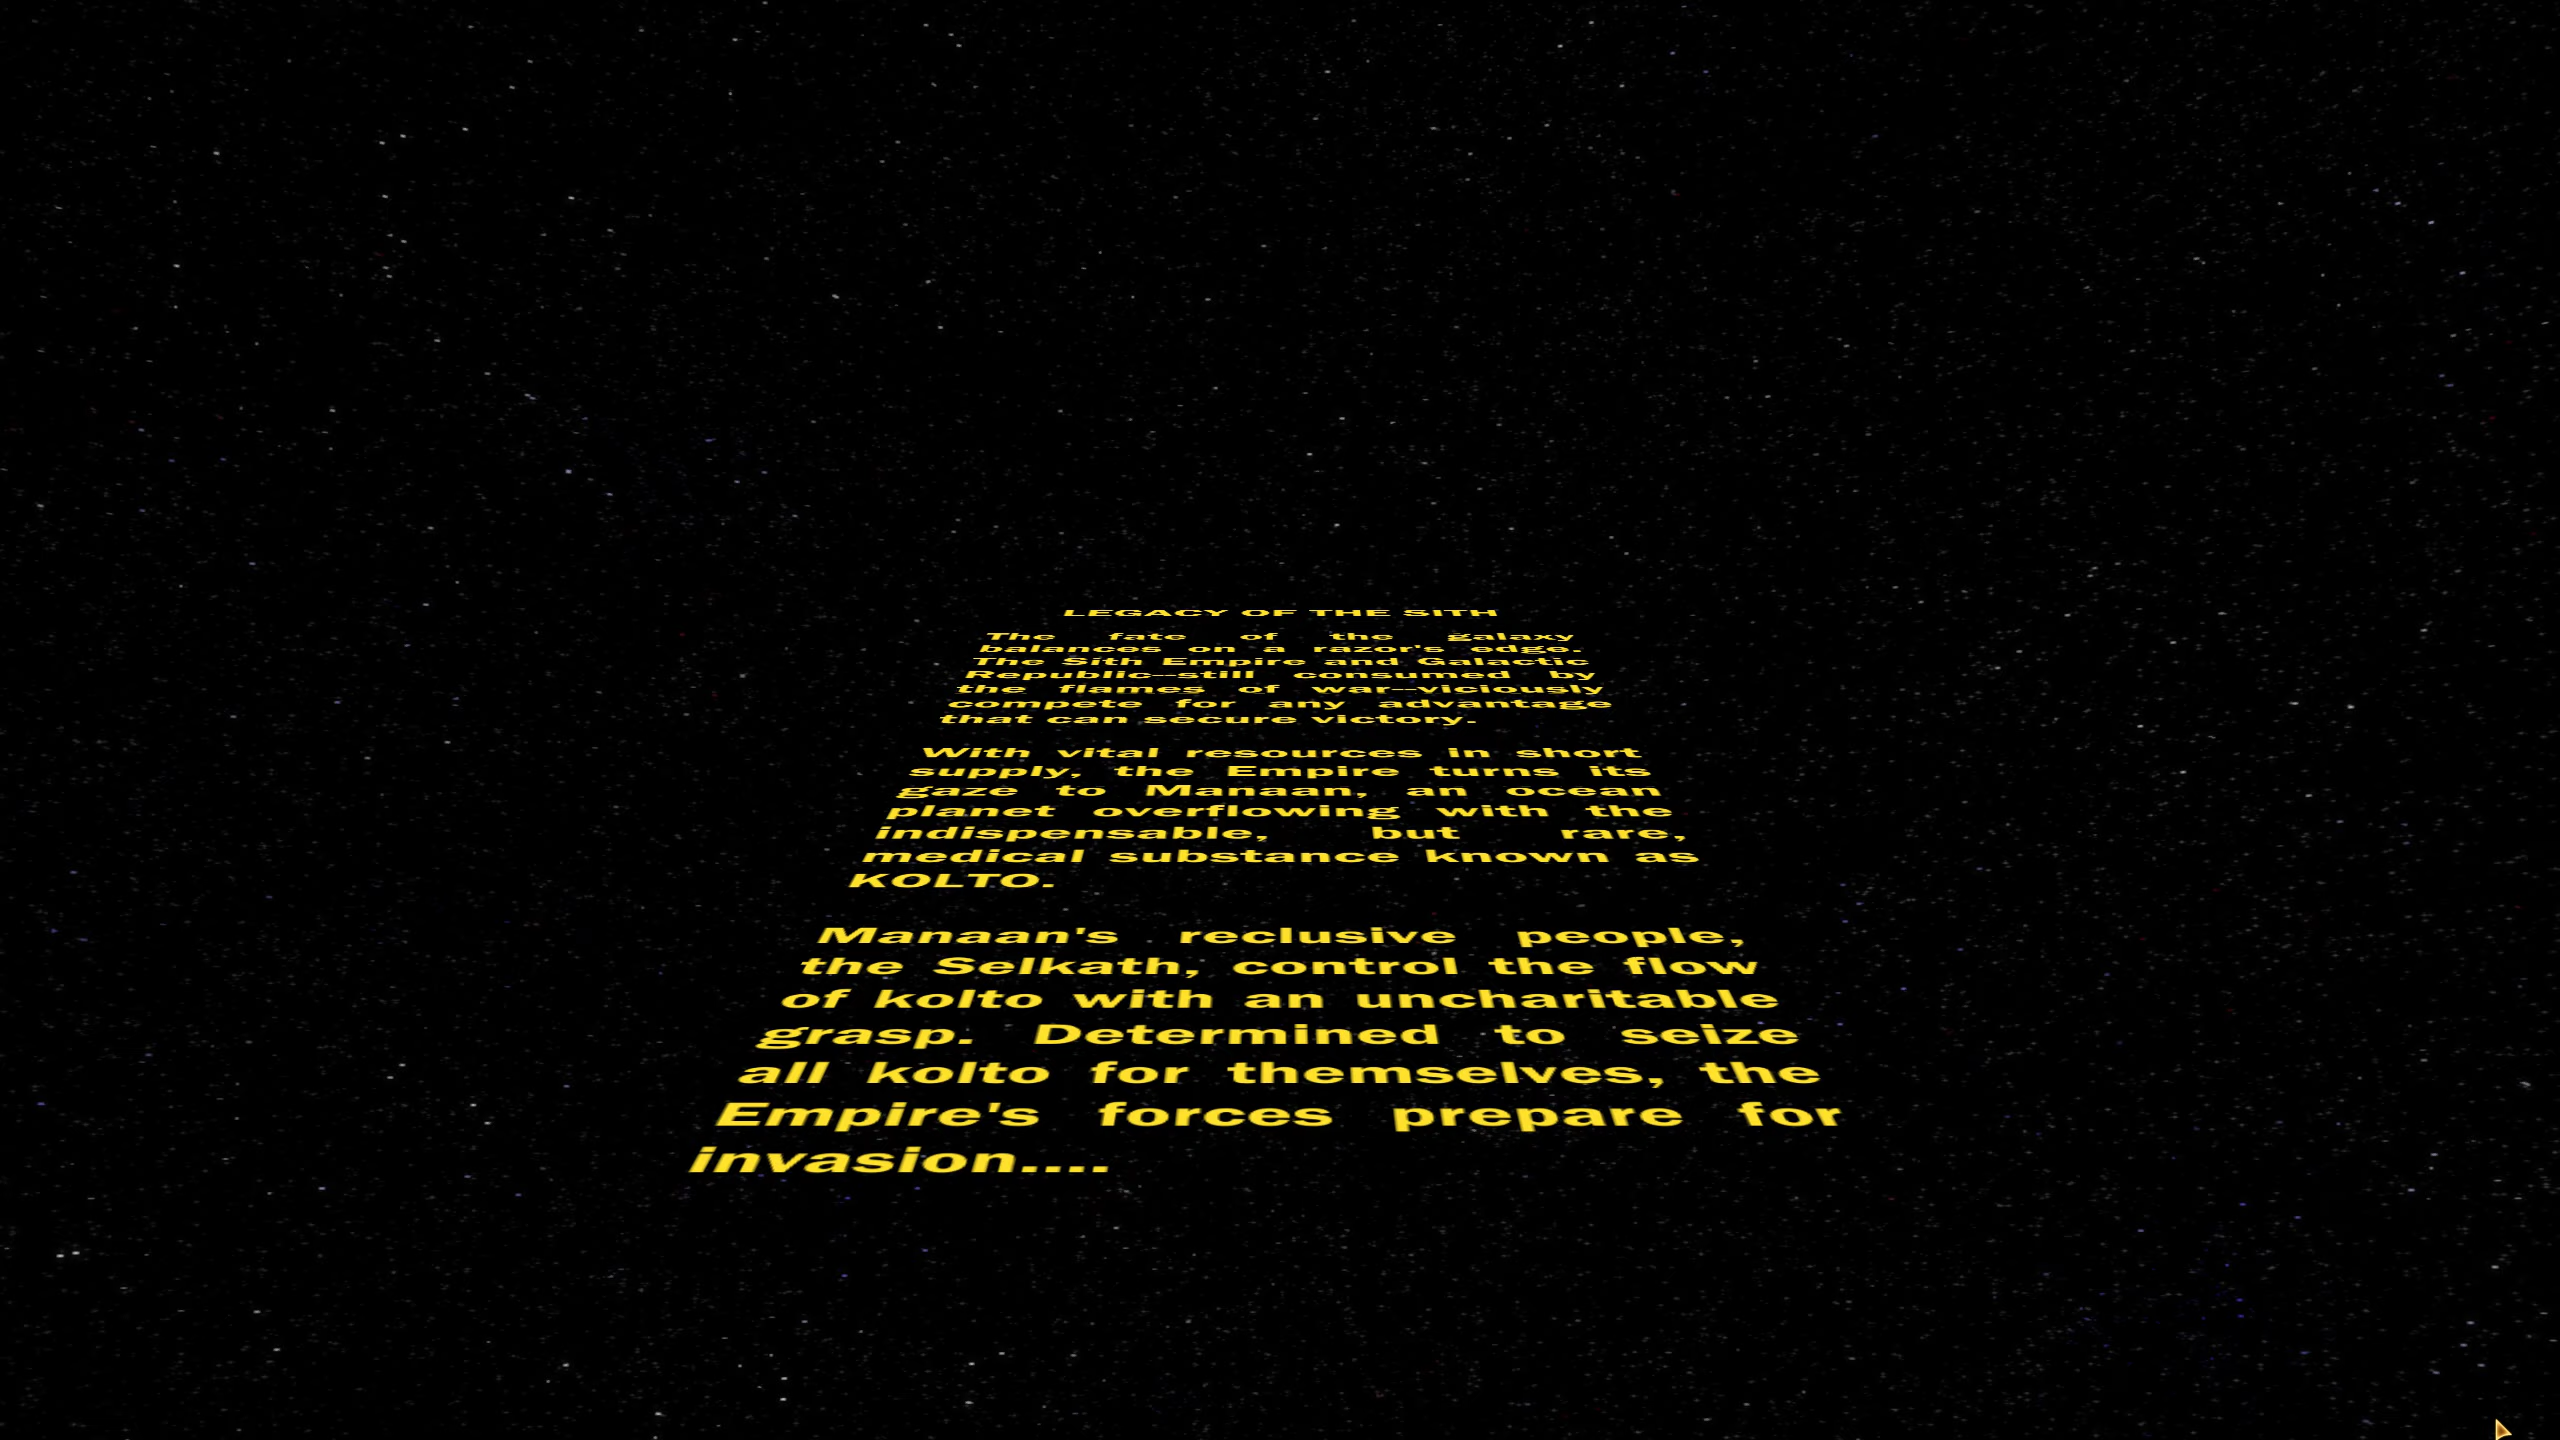 LEGACY OF THE SITH
The fate of the galaxy
balances on a razor's edge.
The Sith Empire and Galactic
Republic--still consumed by
the flames of war--viciously
compete for any advantage
that can secure victory.
With vital resources in short
supply, the Empire turns its
gaze to Manaan, an ocean
planet overflowing with the
indispensable, but rare,
medical substance known as
KOLTO.
Manaan's reclusive people,
the Selkath, control the flow
of kolto with an uncharitable
grasp. Determined to seize
all kolto for themselves, the
Empire's forces prepare for
invasion....